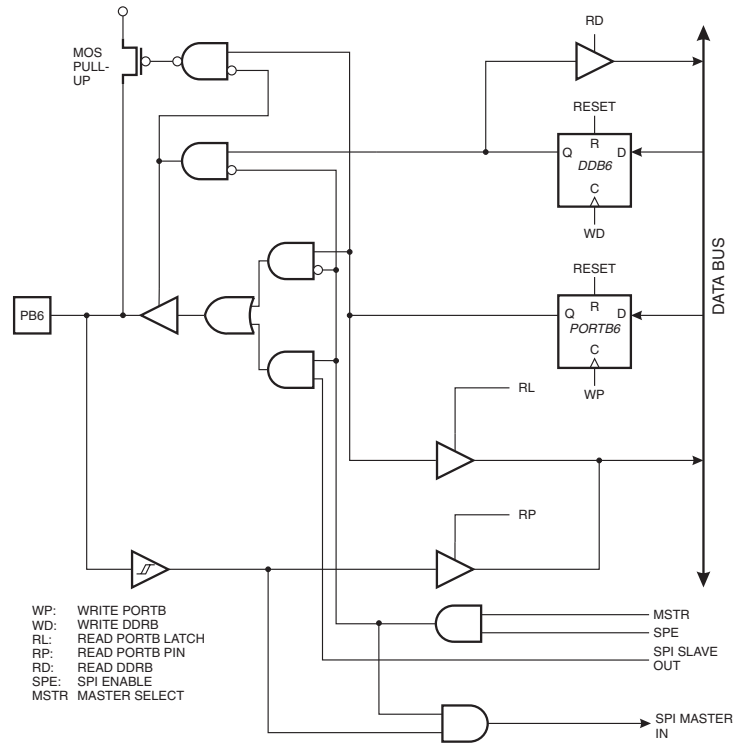 RD
MOS
PULL-
UP
RESET
R
Q
D
DDB6
C
WD
DATA BUS
RESET
R
Q
D
PORTB6
C
WP
PB6
RL
RP
WP: WRITE PORTB
WD: WRITE DDRB
RL: READ PORTB LATCH
RP: READ PORTB PIN
RD: READ DDRB
SPE: SPI ENABLE
MSTR MASTER SELECT
MSTR
SPE
SPI SLAVE
OUT
SPI MASTER
IN